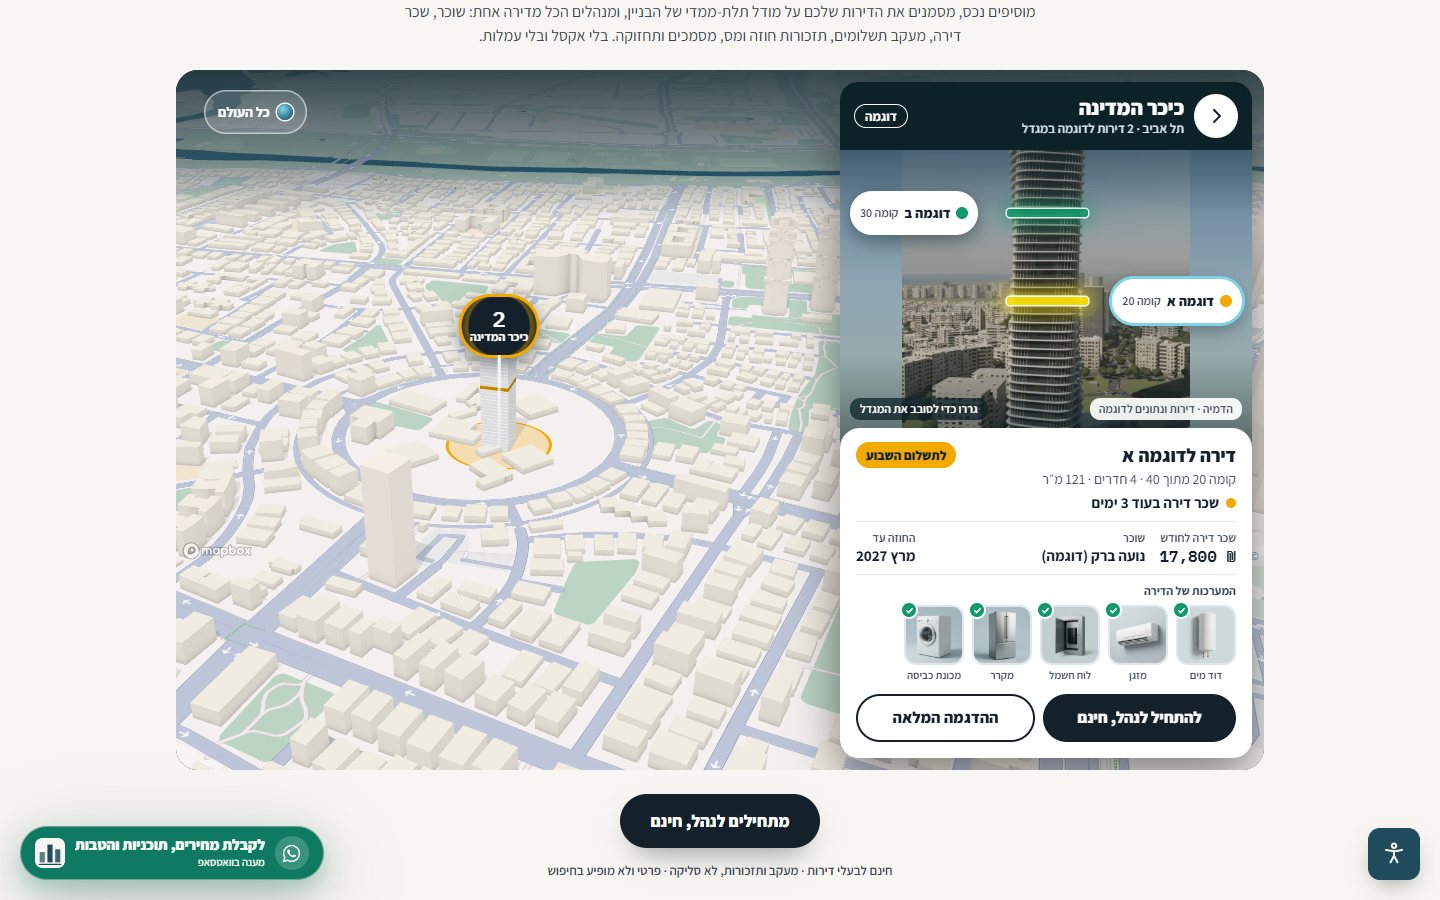 מוסיפים נכס, מסמנים את הדירות שלכם על מודל תלת-ממדי של הבניין, ומנהלים הכל מדירה אחת: שוכר, שכר
דירה, מעקב תשלומים, תזכורות חוזה ומס, מסמכים ותחזוקה. בלי אקסל ובלי עמלות.
כיכר המדינה
תל אביב · 2 דירות לדוגמה במגדל
דוגמה
כל העולם
דוגמה ב קומה 30
דוגמה א קומה 20
2
כיכר המדינה
הדמיה · דירות ונתונים לדוגמה
גררו כדי לסובב את המגדל
דירה לדוגמה א
לתשלום השבוע
קומה 20 מתוך 40 · 4 חדרים · 121 מ״ר
שכר דירה בעוד 3 ימים
שכר דירה לחודש
שוכר
החוזה עד
₪ 17,800
נועה ברק (דוגמה)
מרץ 2027
mapbox
המערכות של הדירה
דוד מים
מזגן
לוח חשמל
מקרר
מכונת כביסה
להתחיל לנהל, חינם
ההדגמה המלאה
מתחילים לנהל, חינם
לקבלת מחירים, תוכניות והטבות
מענה בוואטסאפ
חינם לבעלי דירות · מעקב ותזכורות, לא סליקה · פרטי ולא מופיע בחיפוש